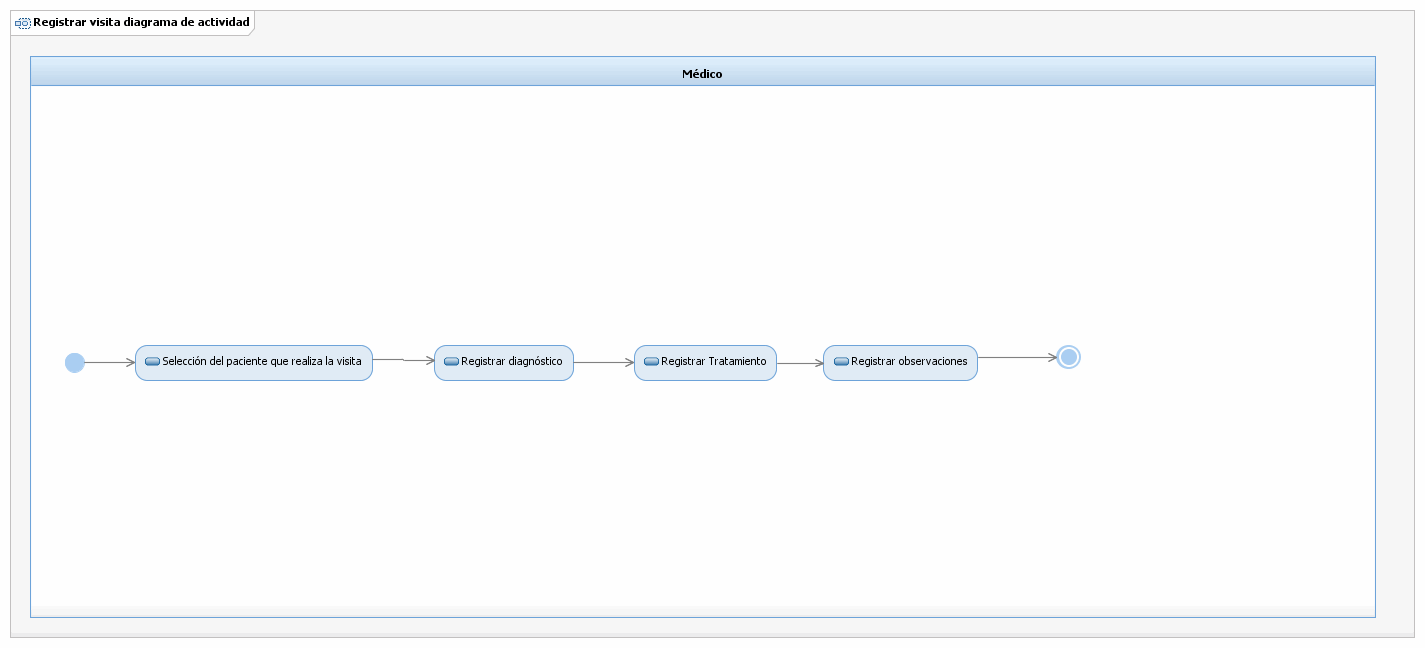 Registrar visita diagrama de actividad
Médico
Selección del paciente que realiza la visita
Registrar diagnóstico
Registrar Tratamiento
Registrar observaciones